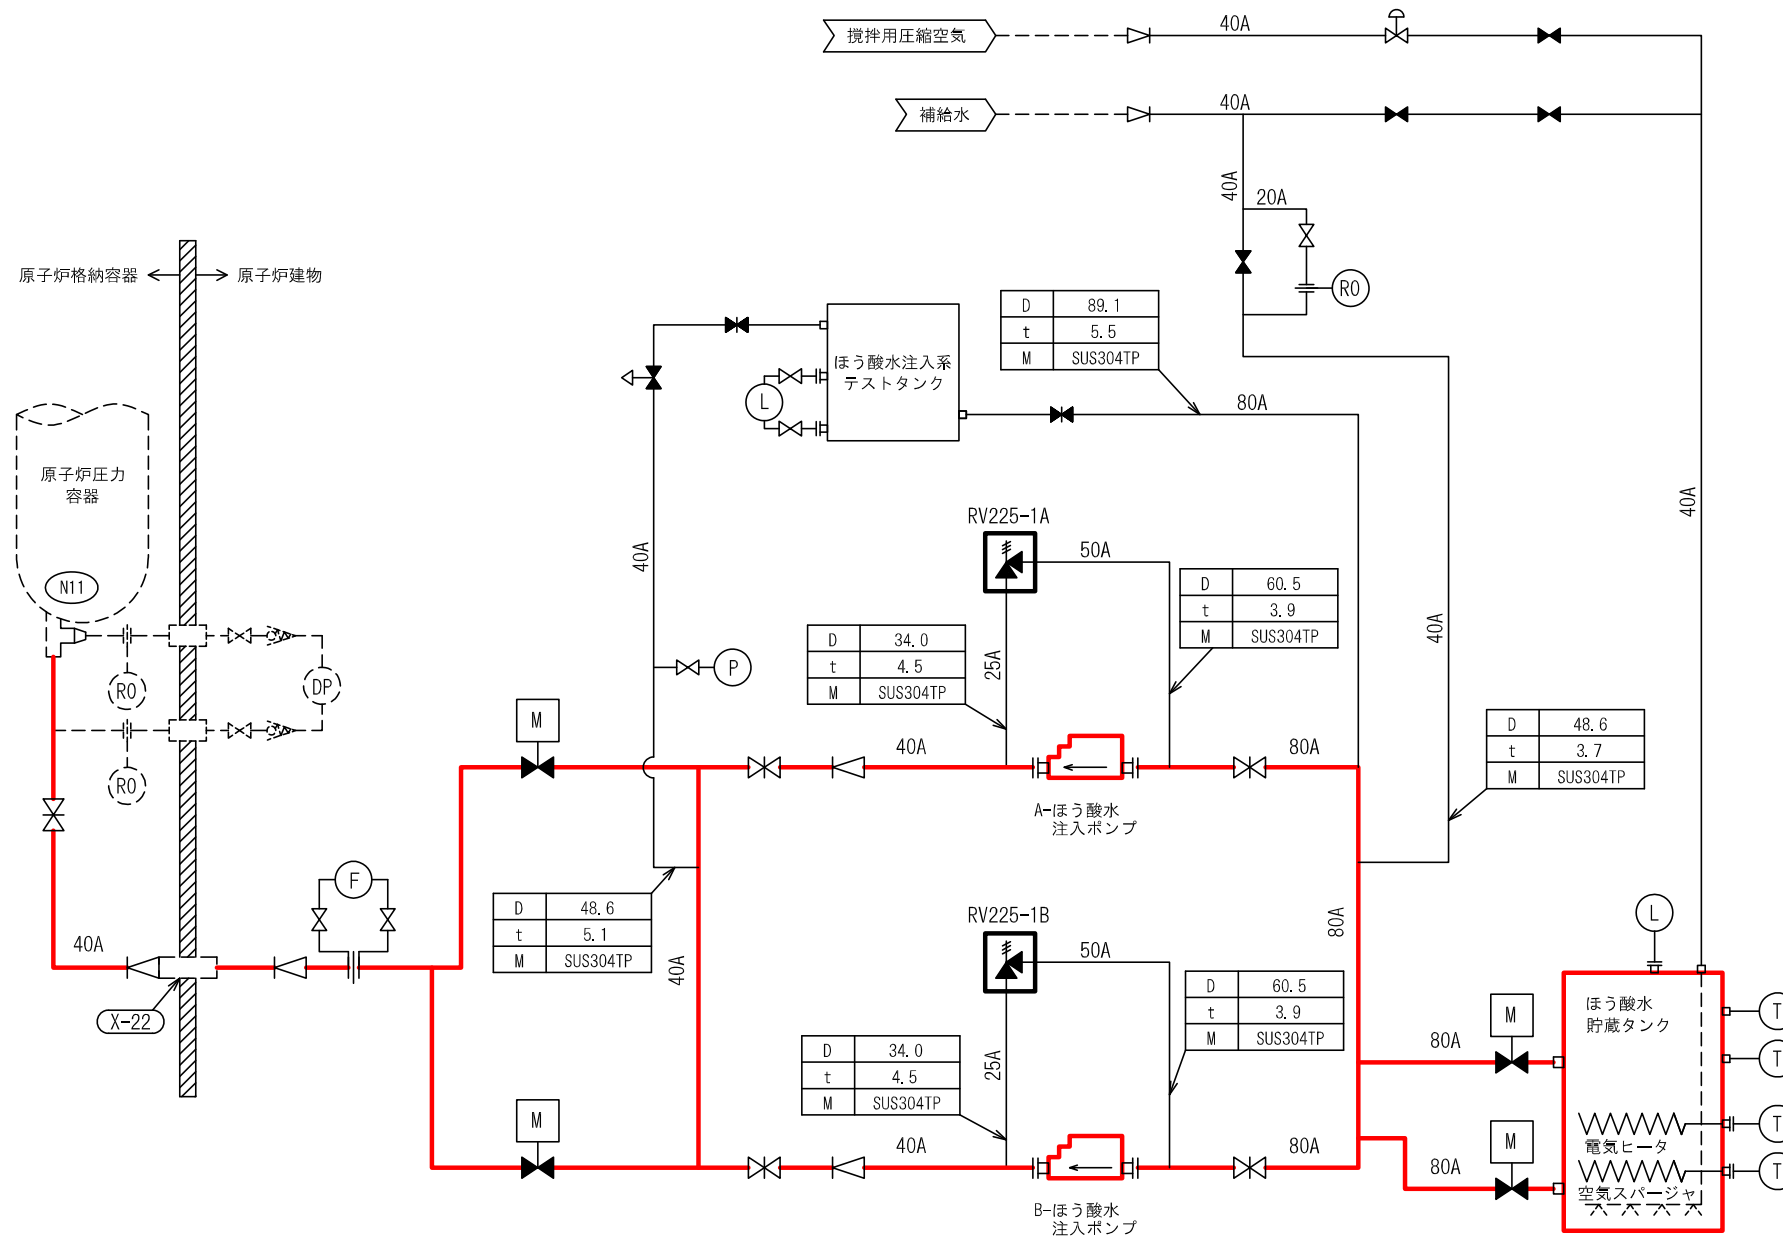 撹拌用圧縮空気
40A
補給水
40A
40A
20A
RO
原子炉格納容器
原子炉建物
D 89.1
t 5.5
M SUS304TP
ほう酸水注入系
テストタンク
L
80A
原子炉圧力
容器
N11
40A
RV225-1A
50A
D 60.5
t 3.9
M SUS304TP
40A
40A
D 34.0
t 4.5
M SUS304TP
25A
P
RO
DP
M
40A
80A
D 48.6
t 3.7
M SUS304TP
RO
A-ほう酸水
注入ポンプ
F
D 48.6
t 5.1
M SUS304TP
40A
RV225-1B
50A
80A
L
40A
X-22
D 60.5
t 3.9
M SUS304TP
M
ほう酸水
貯蔵タンク
T
80A
T
D 34.0
t 4.5
M SUS304TP
25A
M
M
電気ヒータ
T
40A
80A
80A
空気スパージャ
T
B-ほう酸水
注入ポンプ